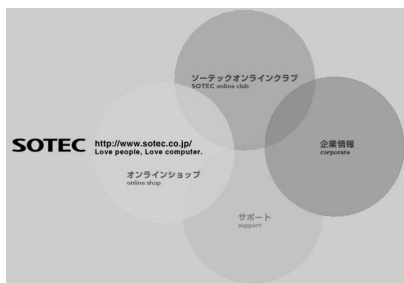 ソーテックオンラインクラブ
SOTEC online club
SOTEC
http://www.sotec.co.jp/
Love people, Love computer.
企業情報
corporate
オンラインショップ
online shop
サポート
support